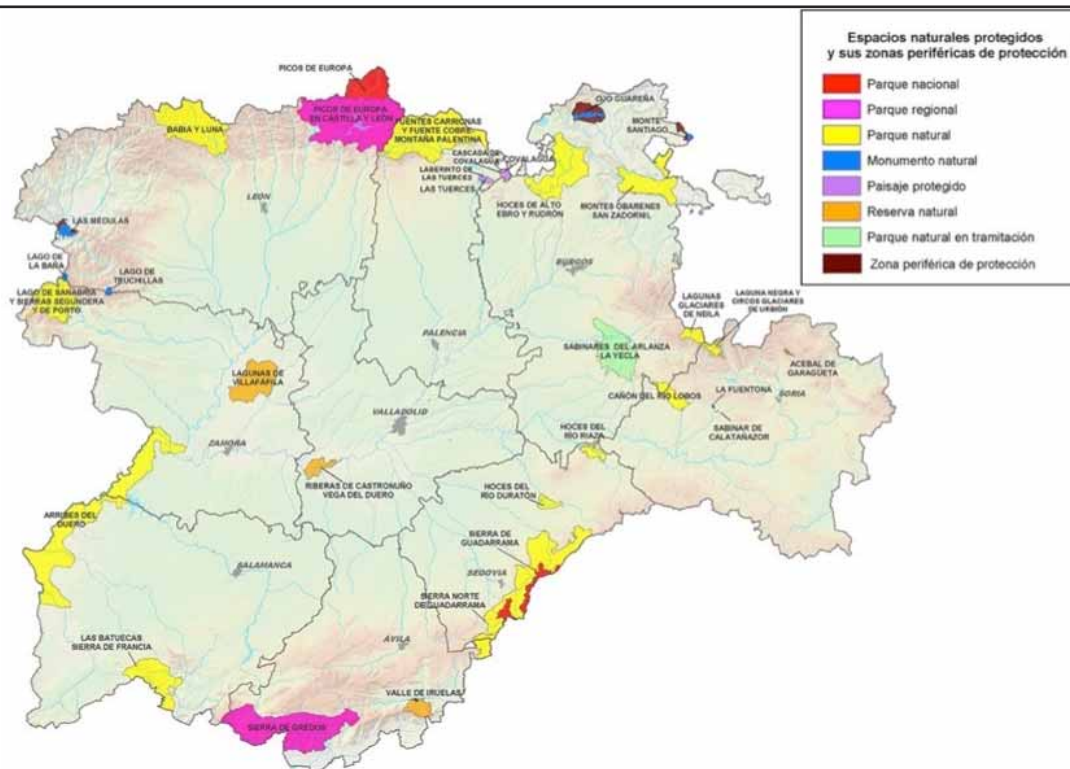 Espacios naturales protegidos
y sus zonas periféricas de protección
Parque nacional
Parque regional
Parque natural
Monumento natural
Paisaje protegido
Reserva natural
Parque natural en tramitación
Zona periférica de protección
PICOS DE EUROPA
PICOS DE EUROPA
EN CASTILLA Y LEÓN
BABIA Y LUNA
FUENTES CARRIONAS
Y FUENTE COBRE-
MONTAÑA PALENTINA
CASCADA DE
COVALAGUA
COVALAGUA
LABERINTO DE
LAS TUERCES
LAS TUERCES
OJO GUAREÑA
MONTE
SANTIAGO
HOCES DE ALTO
EBRO Y RUDRÓN
MONTES OBARENES
SAN ZADORNIL
LEÓN
LAS MÉDULAS
LAGO DE
LA BAÑA
LAGO DE
TRUCHILLAS
LAGO DE SANABRIA
Y SIERRAS SEGUNDERA
Y DE PORTO
BURGOS
PALENCIA
LAGUNAS
GLACIARES
DE NEILA
LAGUNA NEGRA Y
CIRCOS GLACIARES
DE URBIÓN
SABINARES DEL ARLANZA
LA YECLA
ACEBAL DE
GARAGÜETA
LAGUNAS DE
VILLAFÁFILA
CAÑÓN DEL RÍO LOBOS
LA FUENTONA
SORIA
SABINAR DE
CALATAÑAZOR
VALLADOLID
ZAMORA
HOCES DEL
RÍO RIAZA
RIBERAS DE CASTRONUÑO
VEGA DEL DUERO
HOCES DEL
RÍO DURATÓN
ARRIBES DEL
DUERO
SIERRA DE
GUADARRAMA
SALAMANCA
SEGOVIA
SIERRA NORTE
DE GUADARRAMA
LAS BATUECAS
SIERRA DE FRANCIA
ÁVILA
VALLE DE IRUELAS
SIERRA DE GREDOS